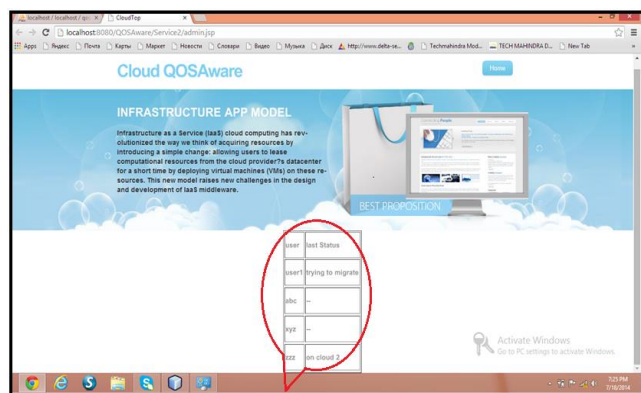 localhost / localhost / qos
CloudTop
localhost:8080/QOSAware/Service2/admin.jsp
Apps Яндекс Почта Карты Маркет Новости Словари Видео Музыка Диск http://www.delta-se... Techmahindra Mod... TECH MAHINDRA D... New Tab
Cloud QOSAware
Home
INFRASTRUCTURE APP MODEL
Infrastructure as a Service (IaaS) cloud computing has rev-
olutionized the way we think of acquiring resources by
introducing a simple change: allowing users to lease
computational resources from the cloud provider?s datacenter
for a short time by deploying virtual machines (VMs) on these re-
sources. This new model raises new challenges in the design
and development of IaaS middleware.
BEST PROPOSITION
user last Status
user1 trying to migrate
abc --
xyz --
zzz on cloud 2
Activate Windows
Go to PC settings to activate Windows.
7:25 PM
7/18/2014